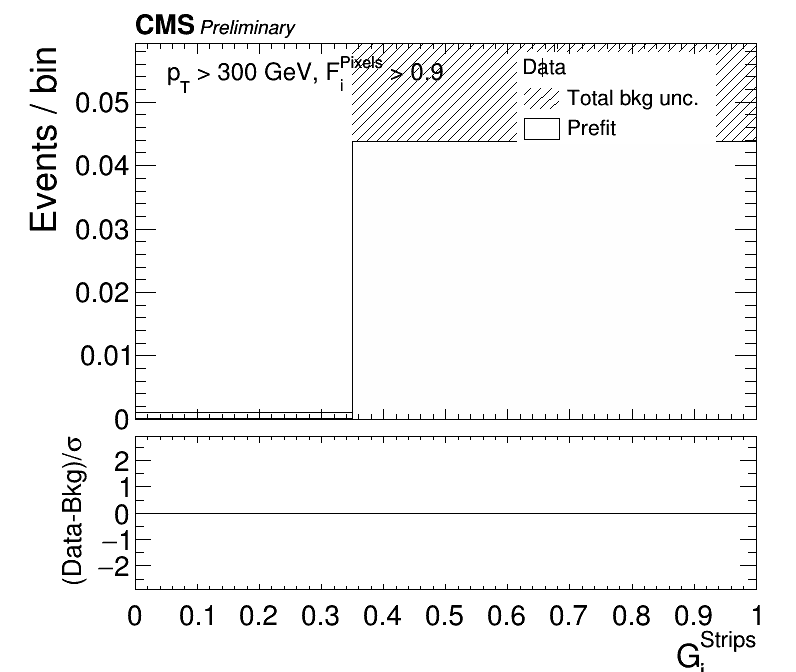 CMS Preliminary
p_T > 300 GeV, F_i^Pixels > 0.9
Data
Total bkg unc.
Prefit
Events / bin
0.05
0.04
0.03
0.02
0.01
0
(Data-Bkg)/σ
2
1
0
−1
−2
0 0.1 0.2 0.3 0.4 0.5 0.6 0.7 0.8 0.9 1
G_i^Strips